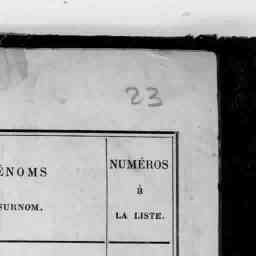 23
ÉNOMS
SURNOM.
NUMÉROS
à
LA LISTE.